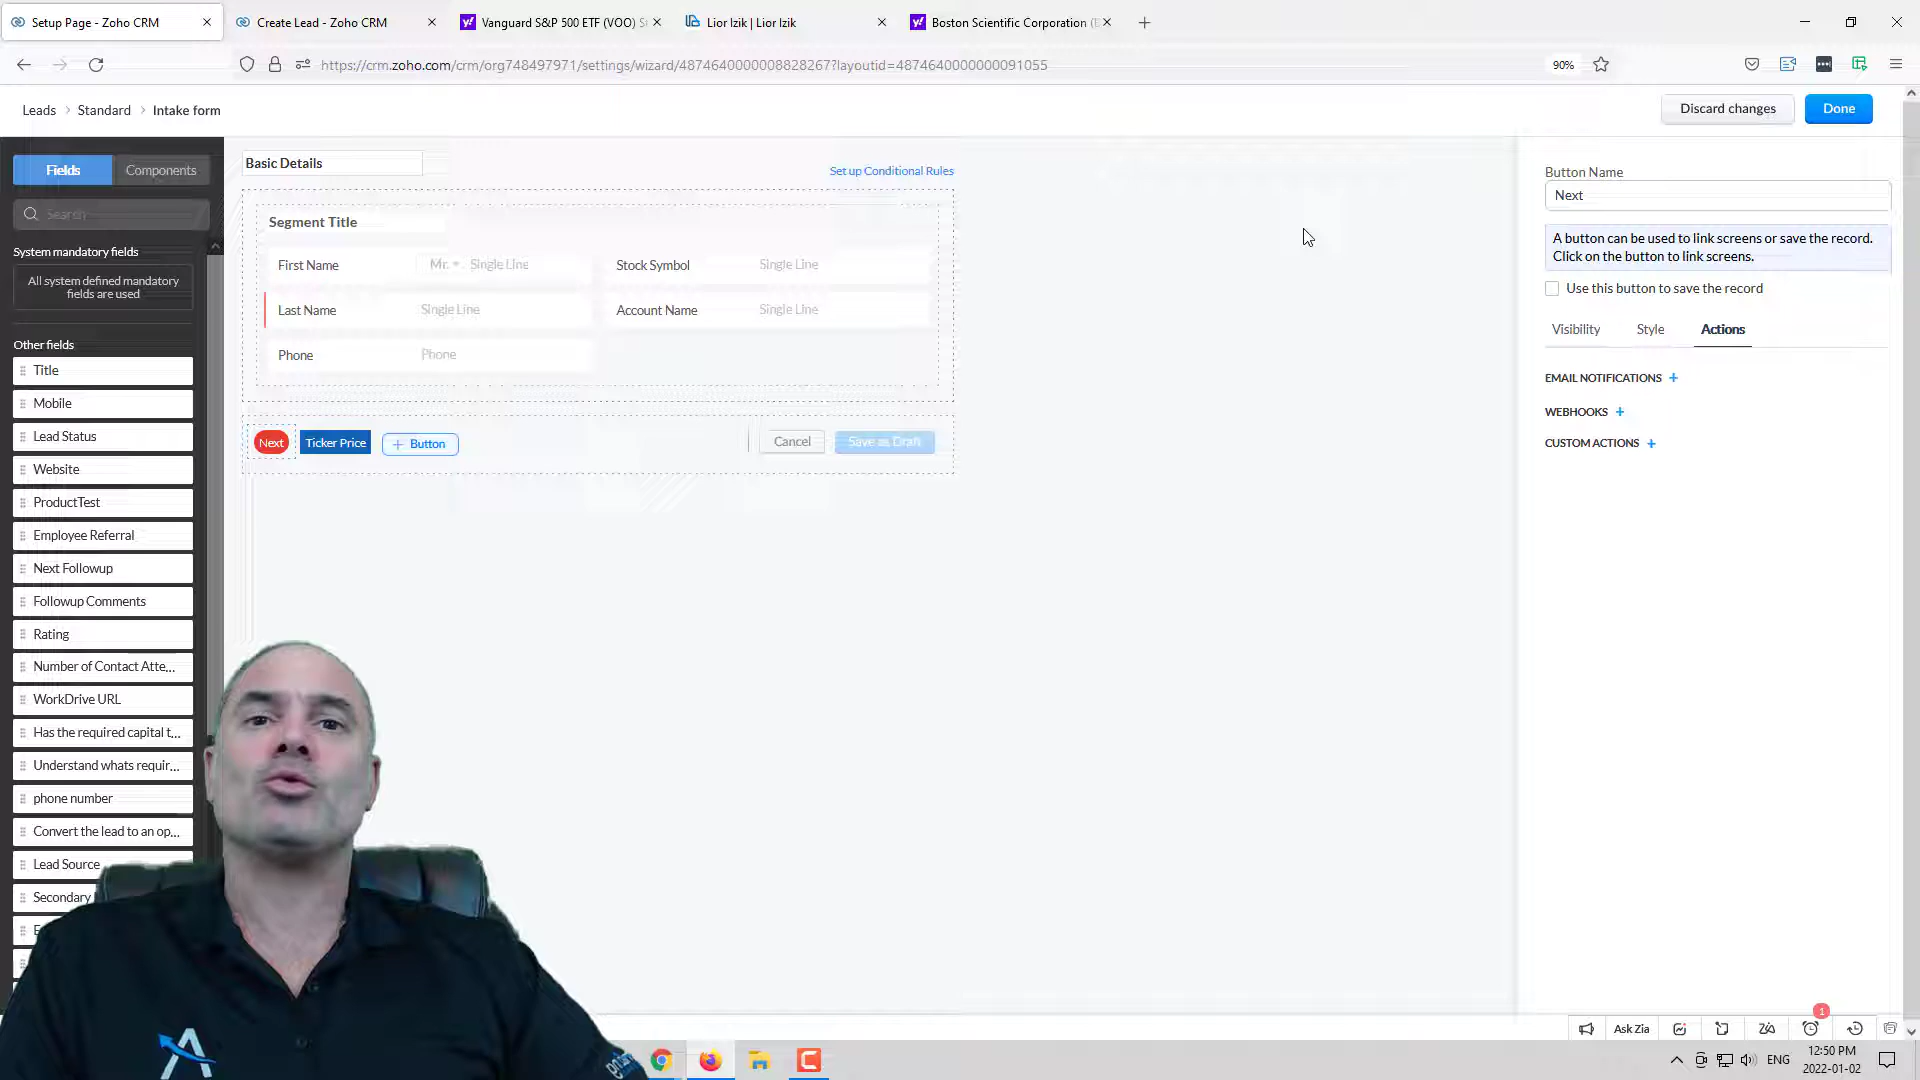 Setup Page - Zoho CRM
Create Lead - Zoho CRM
Vanguard S&P 500 ETF (VOO) S
Lior Izik | Lior Izik
Boston Scientific Corporation (
https://crm.zoho.com/crm/org748497971/settings/wizard/4874640000008828267?layoutid=4874640000000091055
90%
Leads > Standard > Intake form
Discard changes
Done
Fields
Components
Search
System mandatory fields
All system defined mandatory
fields are used
Other fields
Title
Mobile
Lead Status
Website
ProductTest
Employee Referral
Next Followup
Followup Comments
Rating
Number of Contact Atte...
WorkDrive URL
Has the required capital t...
Understand whats requir...
phone number
Convert the lead to an op...
Lead Source
Secondary
Basic Details
Set up Conditional Rules
Segment Title
First Name
Mr.
Single Line
Stock Symbol
Single Line
Last Name
Single Line
Account Name
Single Line
Phone
Phone
Next
Ticker Price
+ Button
Cancel
Save as Draft
Button Name
Next
A button can be used to link screens or save the record.
Click on the button to link screens.
Use this button to save the record
Visibility
Style
Actions
EMAIL NOTIFICATIONS +
WEBHOOKS +
CUSTOM ACTIONS +
Ask Zia
1
ENG
12:50 PM
2022-01-02